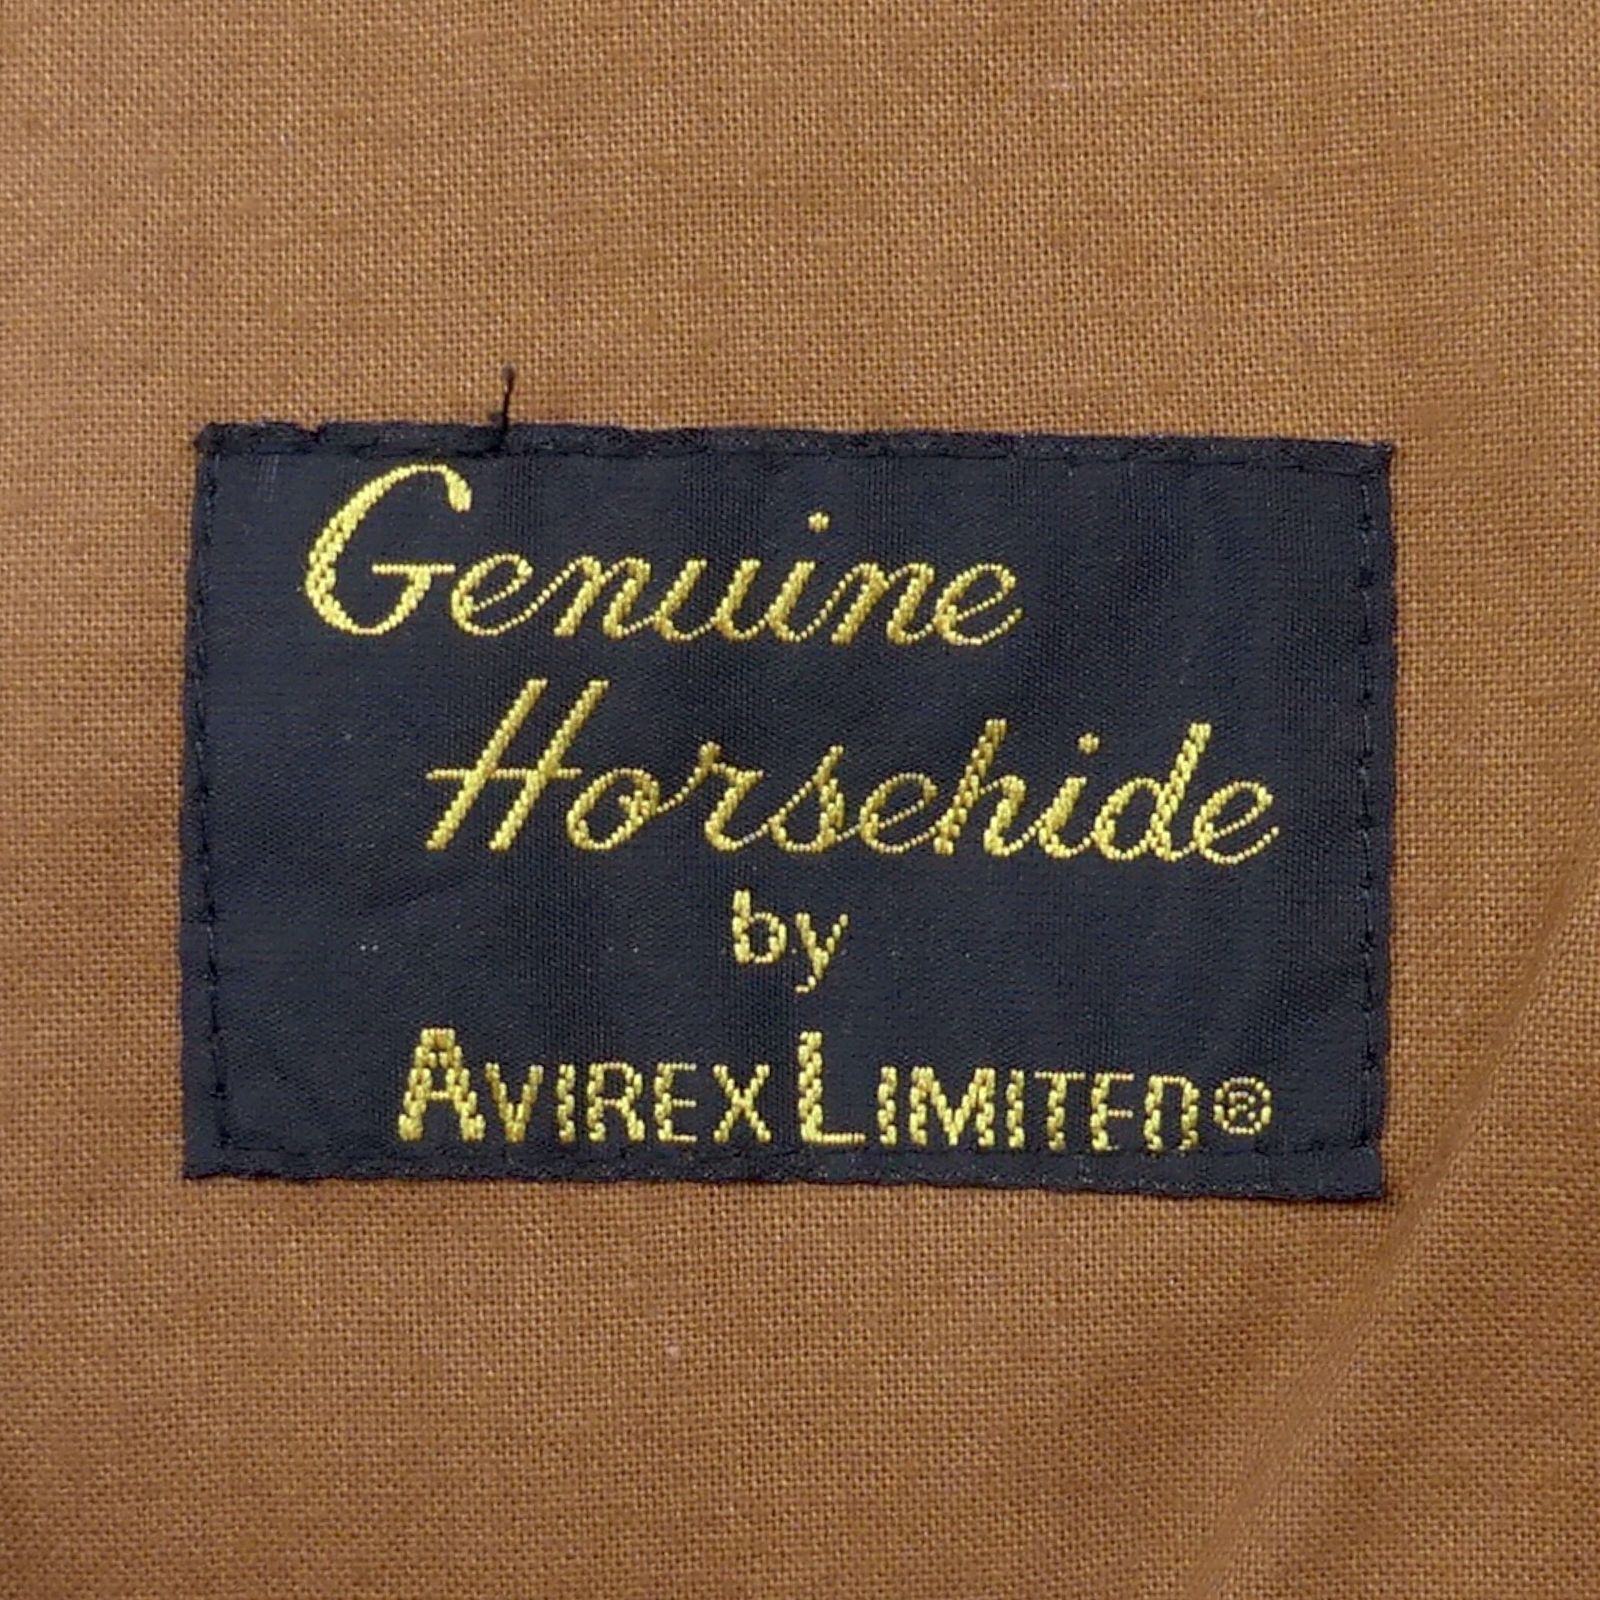 Genuine
Horsehide
by
AVIREX LIMITED®